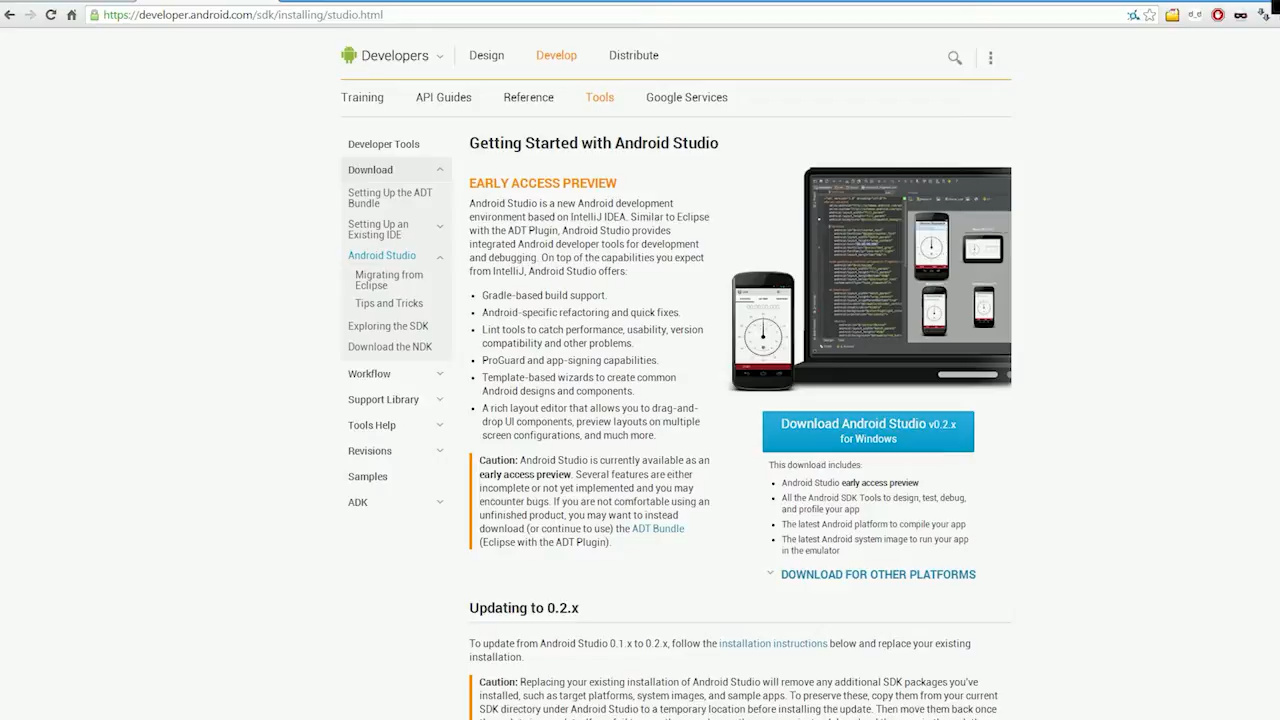 https://developer.android.com/sdk/installing/studio.html
Developers
Design
Develop
Distribute
Training
API Guides
Reference
Tools
Google Services
Developer Tools
Download
Setting Up the ADT
Bundle
Setting Up an
Existing IDE
Android Studio
Migrating from
Eclipse
Tips and Tricks
Exploring the SDK
Download the NDK
Workflow
Support Library
Tools Help
Revisions
Samples
ADK
Getting Started with Android Studio
EARLY ACCESS PREVIEW
Android Studio is a new Android development
environment based on IntelliJ IDEA. Similar to Eclipse
with the ADT Plugin, Android Studio provides
integrated Android developer tools for development
and debugging. On top of the capabilities you expect
from IntelliJ, Android Studio offers:
Gradle-based build support.
Android-specific refactoring and quick fixes.
Lint tools to catch performance, usability, version
compatibility and other problems.
ProGuard and app-signing capabilities.
Template-based wizards to create common
Android designs and components.
A rich layout editor that allows you to drag-and-
drop UI components, preview layouts on multiple
screen configurations, and much more.
Caution: Android Studio is currently available as an
early access preview. Several features are either
incomplete or not yet implemented and you may
encounter bugs. If you are not comfortable using an
unfinished product, you may want to instead
download (or continue to use) the ADT Bundle
(Eclipse with the ADT Plugin).
Download Android Studio v0.2.x
for Windows
This download includes:
Android Studio early access preview
All the Android SDK Tools to design, test, debug,
and profile your app
The latest Android platform to compile your app
The latest Android system image to run your app
in the emulator
DOWNLOAD FOR OTHER PLATFORMS
Updating to 0.2.x
To update from Android Studio 0.1.x to 0.2.x, follow the installation instructions below and replace your existing
installation.
Caution: Replacing your existing installation of Android Studio will remove any additional SDK packages you've
installed, such as target platforms, system images, and sample apps. To preserve these, copy them from your current
SDK directory under Android Studio to a temporary location before installing the update. Then move them back once